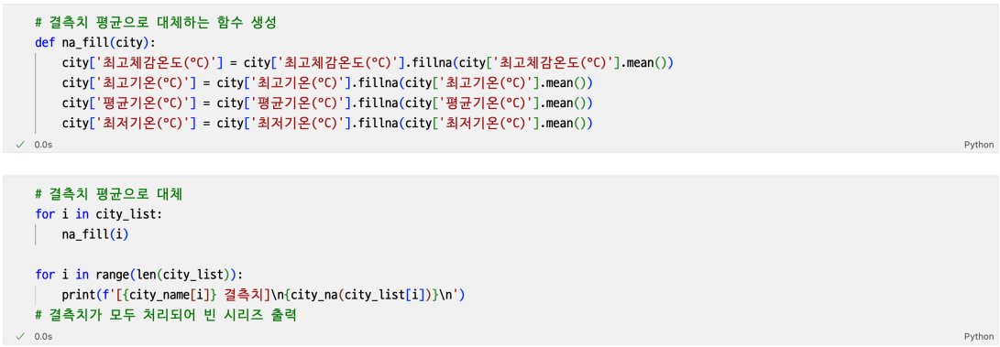 # 결측치 평균으로 대체하는 함수 생성
def na_fill(city):
    city['최고체감온도(°C)'] = city['최고체감온도(°C)'].fillna(city['최고체감온도(°C)'].mean())
    city['최고기온(°C)'] = city['최고기온(°C)'].fillna(city['최고기온(°C)'].mean())
    city['평균기온(°C)'] = city['평균기온(°C)'].fillna(city['평균기온(°C)'].mean())
    city['최저기온(°C)'] = city['최저기온(°C)'].fillna(city['최저기온(°C)'].mean())
✓ 0.0s Python
# 결측치 평균으로 대체
for i in city_list:
    na_fill(i)
for i in range(len(city_list)):
    print(f'[{city_name[i]} 결측치]\n{city_na(city_list[i])}\n')
# 결측치가 모두 처리되어 빈 시리즈 출력
✓ 0.0s Python